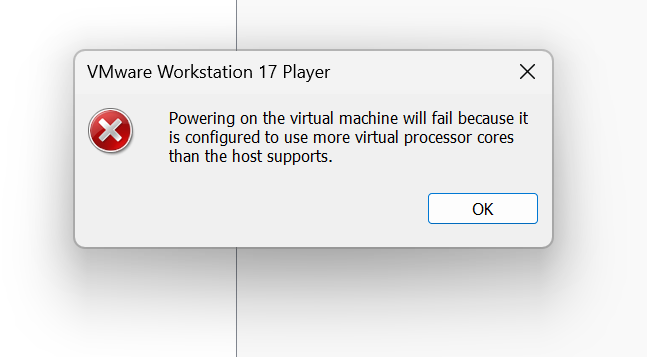 VMware Workstation 17 Player
Powering on the virtual machine will fail because it
is configured to use more virtual processor cores
than the host supports.
OK